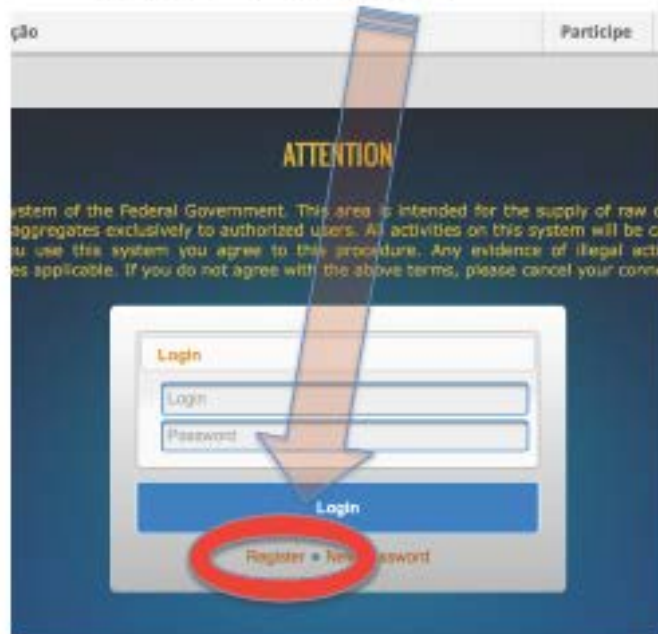 ção
Participe
ATTENTION
ystem of the Federal Government. This area is intended for the supply of raw
aggregates exclusively to authorized users. All activities on this system will be
u use this system you agree to this procedure. Any evidence of illegal acti
es applicable. If you do not agree with the above terms, please cancel your conne
Login
Login
Password
Login
Register • New Password